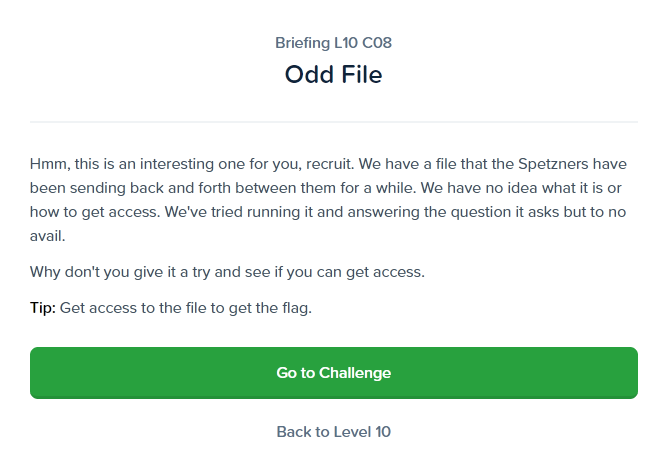 Briefing L10 C08
Odd File
Hmm, this is an interesting one for you, recruit. We have a file that the Spetzners have
been sending back and forth between them for a while. We have no idea what it is or
how to get access. We've tried running it and answering the question it asks but to no
avail.
Why don't you give it a try and see if you can get access.
Tip: Get access to the file to get the flag.
Go to Challenge
Back to Level 10